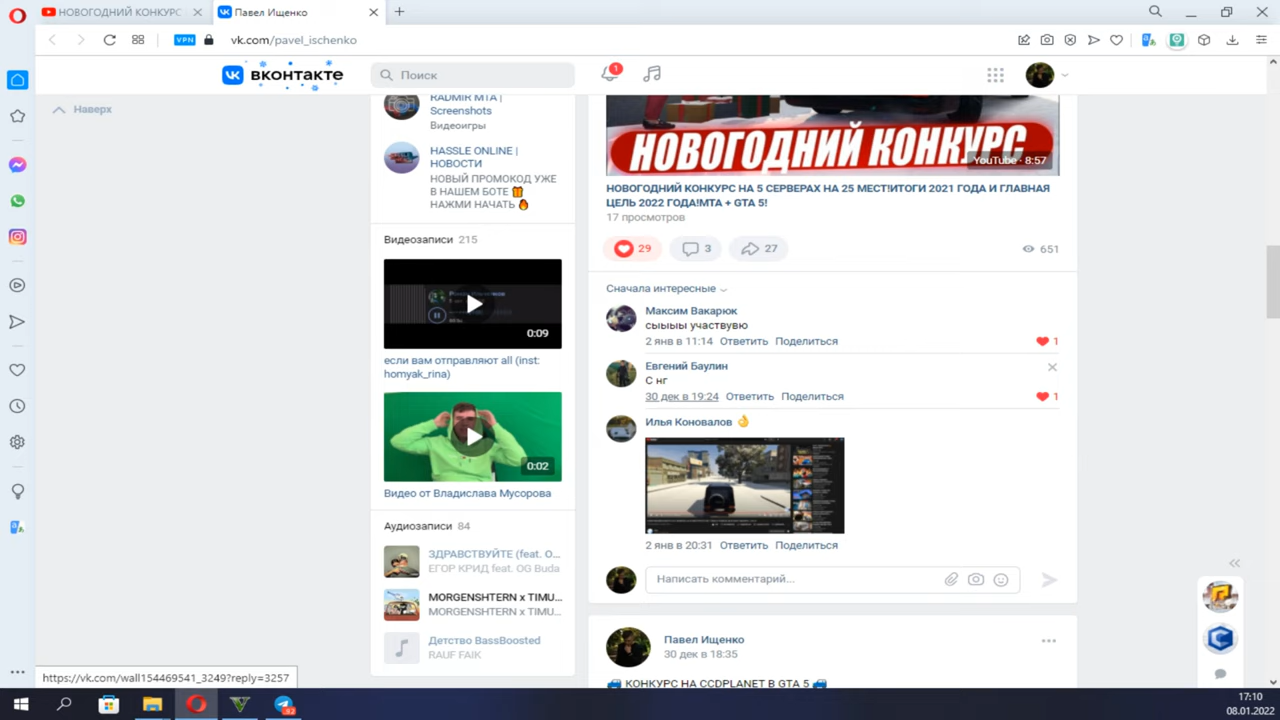 НОВОГОДНИЙ КОНКУРС
Павел Ищенко
VPN
vk.com/pavel_ischenko
вконтакте
Поиск
1
Наверх
RADMIR MTA |
Screenshots
Видеоигры
HASSLE ONLINE |
НОВОСТИ
НОВЫЙ ПРОМОКОД УЖЕ
В НАШЕМ БОТЕ 🎁
НАЖМИ НАЧАТЬ 🔥
Видеозаписи 215
0:09
если вам отправляют all (inst:
homyak_rina)
0:02
Видео от Владислава Мусорова
Аудиозаписи 84
ЗДРАВСТВУЙТЕ (feat. O...
ЕГОР КРИД feat. OG Buda
MORGENSHTERN x TIMU...
MORGENSHTERN x TIMU...
Детство BassBoosted
RAUF FAIK
НОВОГОДНИЙ КОНКУРС
YouTube · 8:57
НОВОГОДНИЙ КОНКУРС НА 5 СЕРВЕРАХ НА 25 МЕСТ!ИТОГИ 2021 ГОДА И ГЛАВНАЯ
ЦЕЛЬ 2022 ГОДА!МТА + GTA 5!
17 просмотров
29 3 27 651
Сначала интересные
Максим Вакарюк
сыыыы участвувю
2 янв в 11:14 Ответить Поделиться 1
Евгений Баулин
С нг
30 дек в 19:24 Ответить Поделиться 1
Илья Коновалов 👌
2 янв в 20:31 Ответить Поделиться
Написать комментарий...
Павел Ищенко
30 дек в 18:35
КОНКУРС НА CCDPLANET В GTA 5
https://vk.com/wall154469541_3249?reply=3257
17:10
08.01.2022